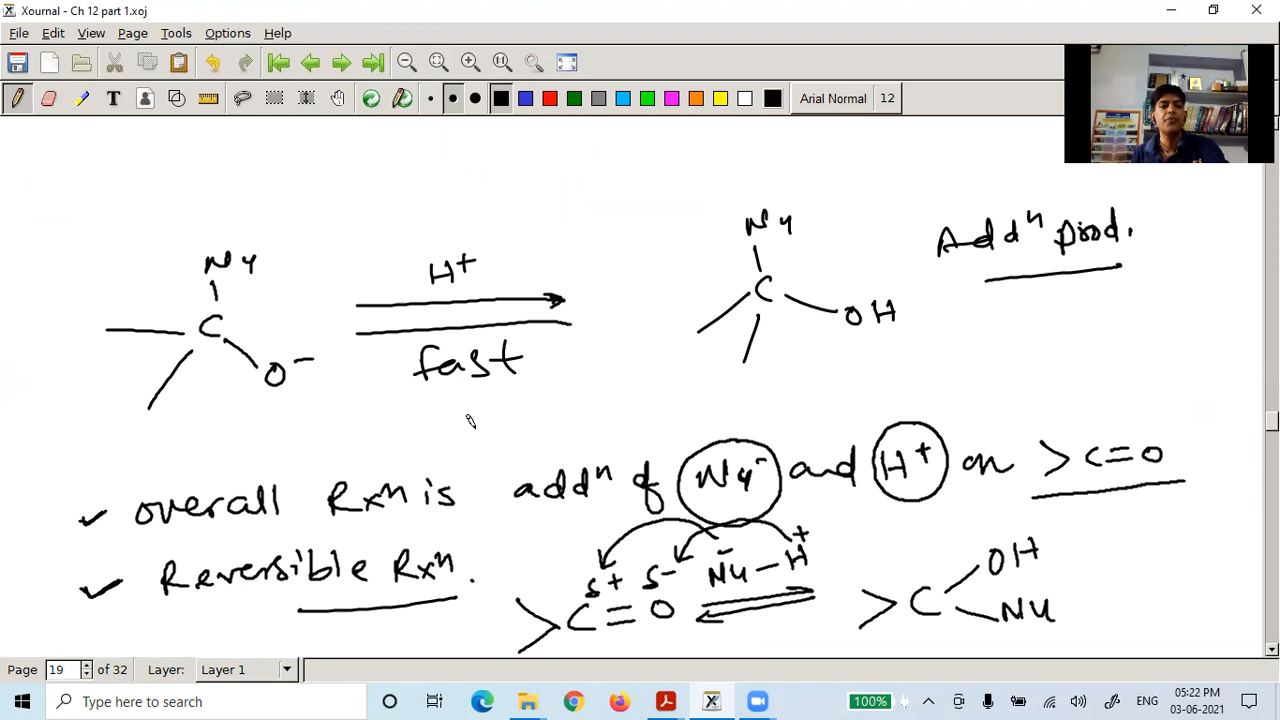 Xournal - Ch 12 part 1.xoj
File Edit View Page Tools Options Help
Arial Normal 12
Nu
Nu
Addⁿ prod.
H+
C
C
OH
fast
O⁻
✓ overall Rxⁿ is addⁿ of Nu⁻ and H+ on >C=O
✓ Reversible Rxⁿ.
δ+ δ- N̄u-H+
>C=O ⇌ >C
OH
Nu
Page 19 of 32 Layer: Layer 1
Type here to search
100%
ENG
05:22 PM
03-06-2021